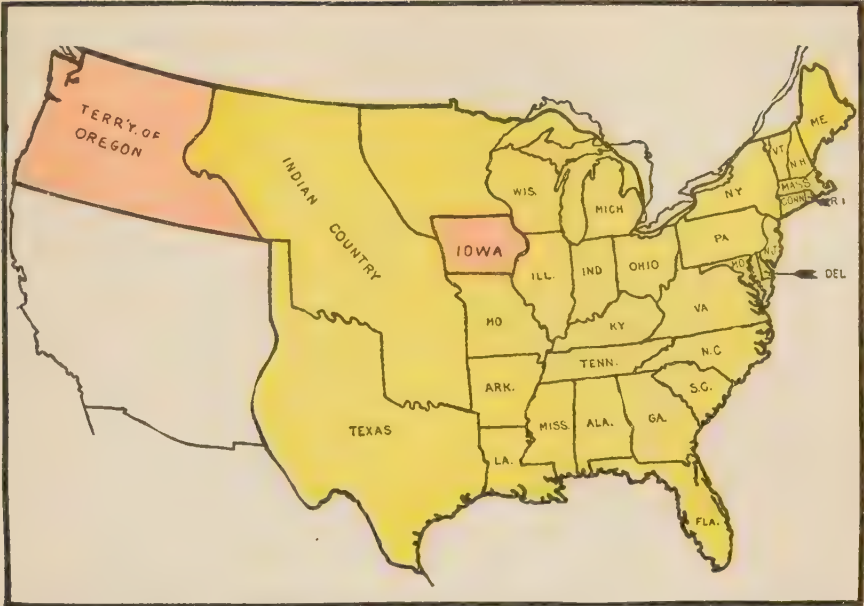 TERR'Y. OF
OREGON
INDIAN
COUNTRY
IOWA
TEXAS
WIS.
MICH
ILL.
IND
OHIO
MO
KY
TENN.
ARK.
LA.
MISS.
ALA.
GA.
FLA.
S.C.
N.C
VA
PA
NY
N.J.
MD.
DEL
ME
VT
N.H
MASS
CONN
R I